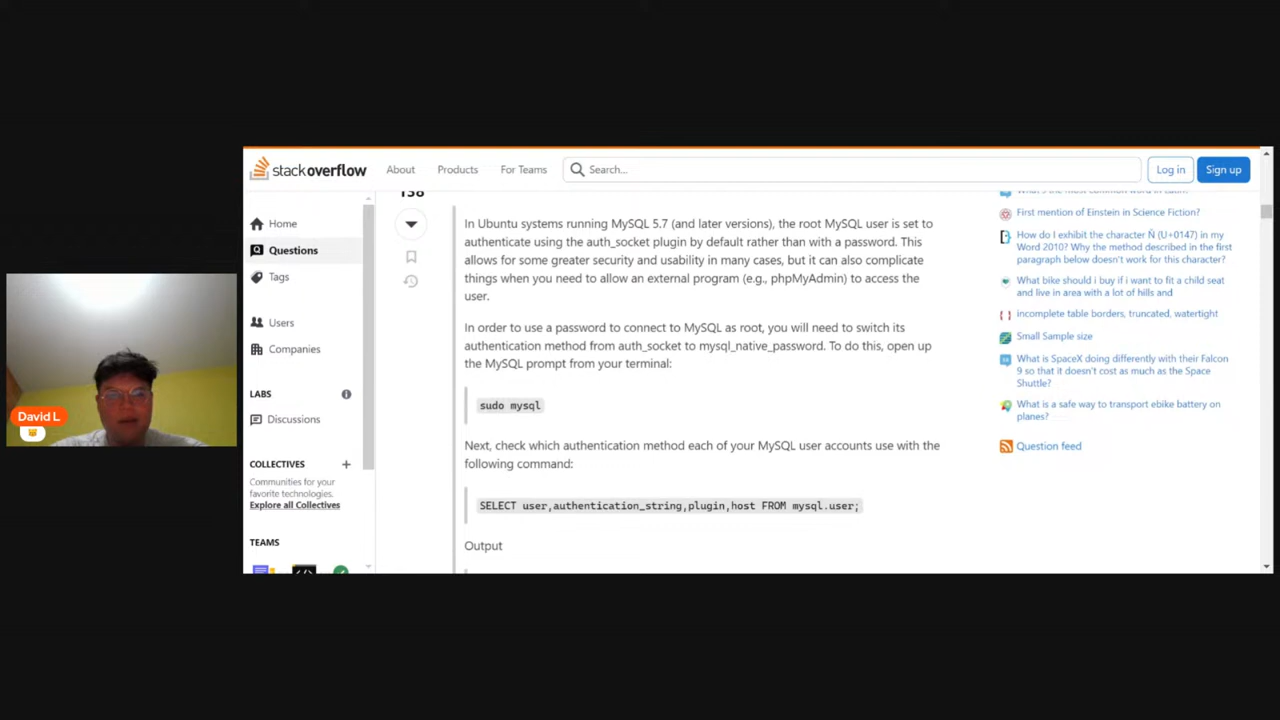 stackoverflow
About
Products
For Teams
Search...
Log in
Sign up
Home
Questions
Tags
Users
Companies
LABS
Discussions
COLLECTIVES
Communities for your
favorite technologies.
Explore all Collectives
TEAMS
138
In Ubuntu systems running MySQL 5.7 (and later versions), the root MySQL user is set to
authenticate using the auth_socket plugin by default rather than with a password. This
allows for some greater security and usability in many cases, but it can also complicate
things when you need to allow an external program (e.g., phpMyAdmin) to access the
user.
In order to use a password to connect to MySQL as root, you will need to switch its
authentication method from auth_socket to mysql_native_password. To do this, open up
the MySQL prompt from your terminal:
sudo mysql
Next, check which authentication method each of your MySQL user accounts use with the
following command:
SELECT user,authentication_string,plugin,host FROM mysql.user;
Output
First mention of Einstein in Science Fiction?
How do I exhibit the character Ñ (U+0147) in my
Word 2010? Why the method described in the first
paragraph below doesn't work for this character?
What bike should i buy if i want to fit a child seat
and live in area with a lot of hills and
incomplete table borders, truncated, watertight
Small Sample size
What is SpaceX doing differently with their Falcon
9 so that it doesn't cost as much as the Space
Shuttle?
What is a safe way to transport ebike battery on
planes?
Question feed
David L